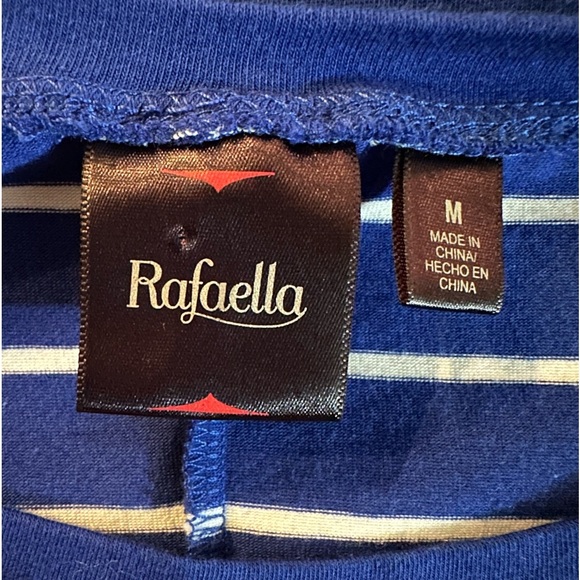 Rafaella
M
MADE IN
CHINA/
HECHO EN
CHINA